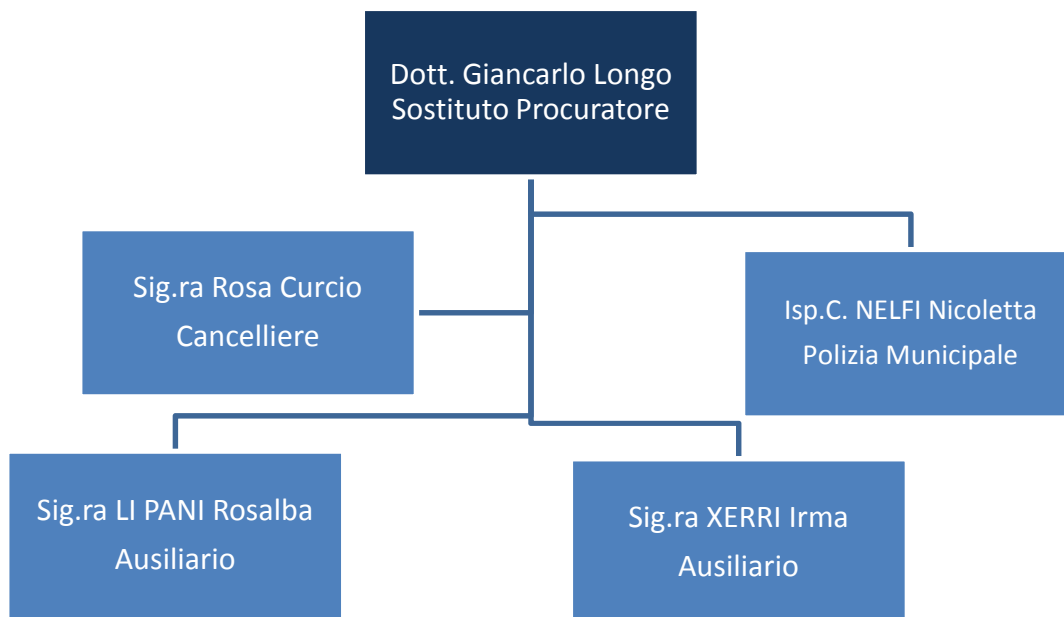 Dott. Giancarlo Longo
Sostituto Procuratore
Sig.ra Rosa Curcio
Cancelliere
Isp.C. NELFI Nicoletta
Polizia Municipale
Sig.ra LI PANI Rosalba
Ausiliario
Sig.ra XERRI Irma
Ausiliario